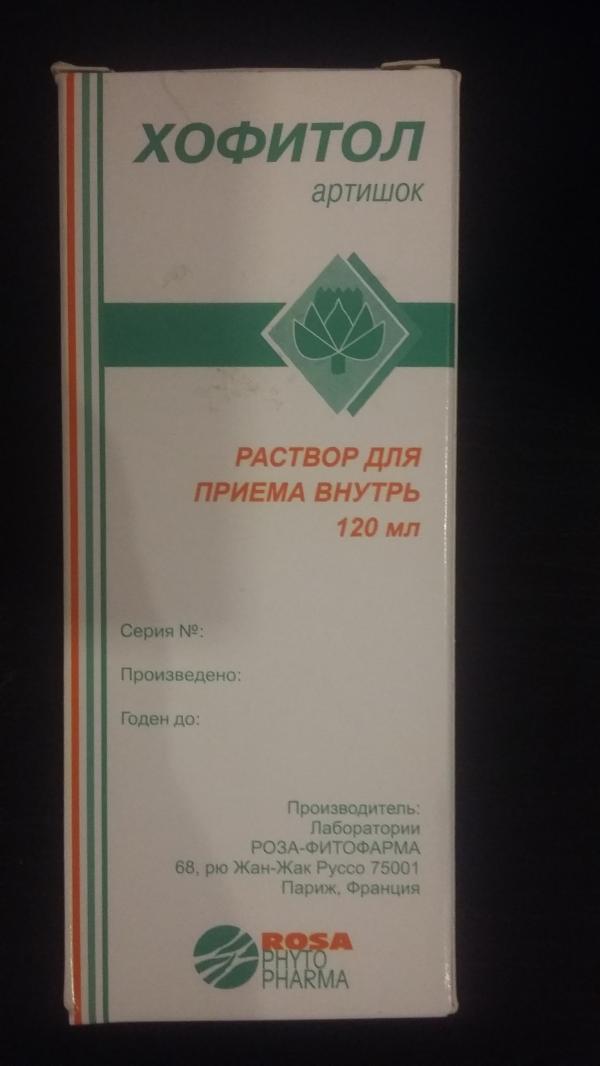 ХОФИТОЛ
артишок
РАСТВОР ДЛЯ
ПРИЕМА ВНУТРЬ
120 мл
Серия №:
Произведено:
Годен до:
Производитель:
Лаборатории
РОЗА-ФИТОФАРМА
68, рю Жан-Жак Руссо 75001
Париж, Франция
ROSA
PHYTO
PHARMA